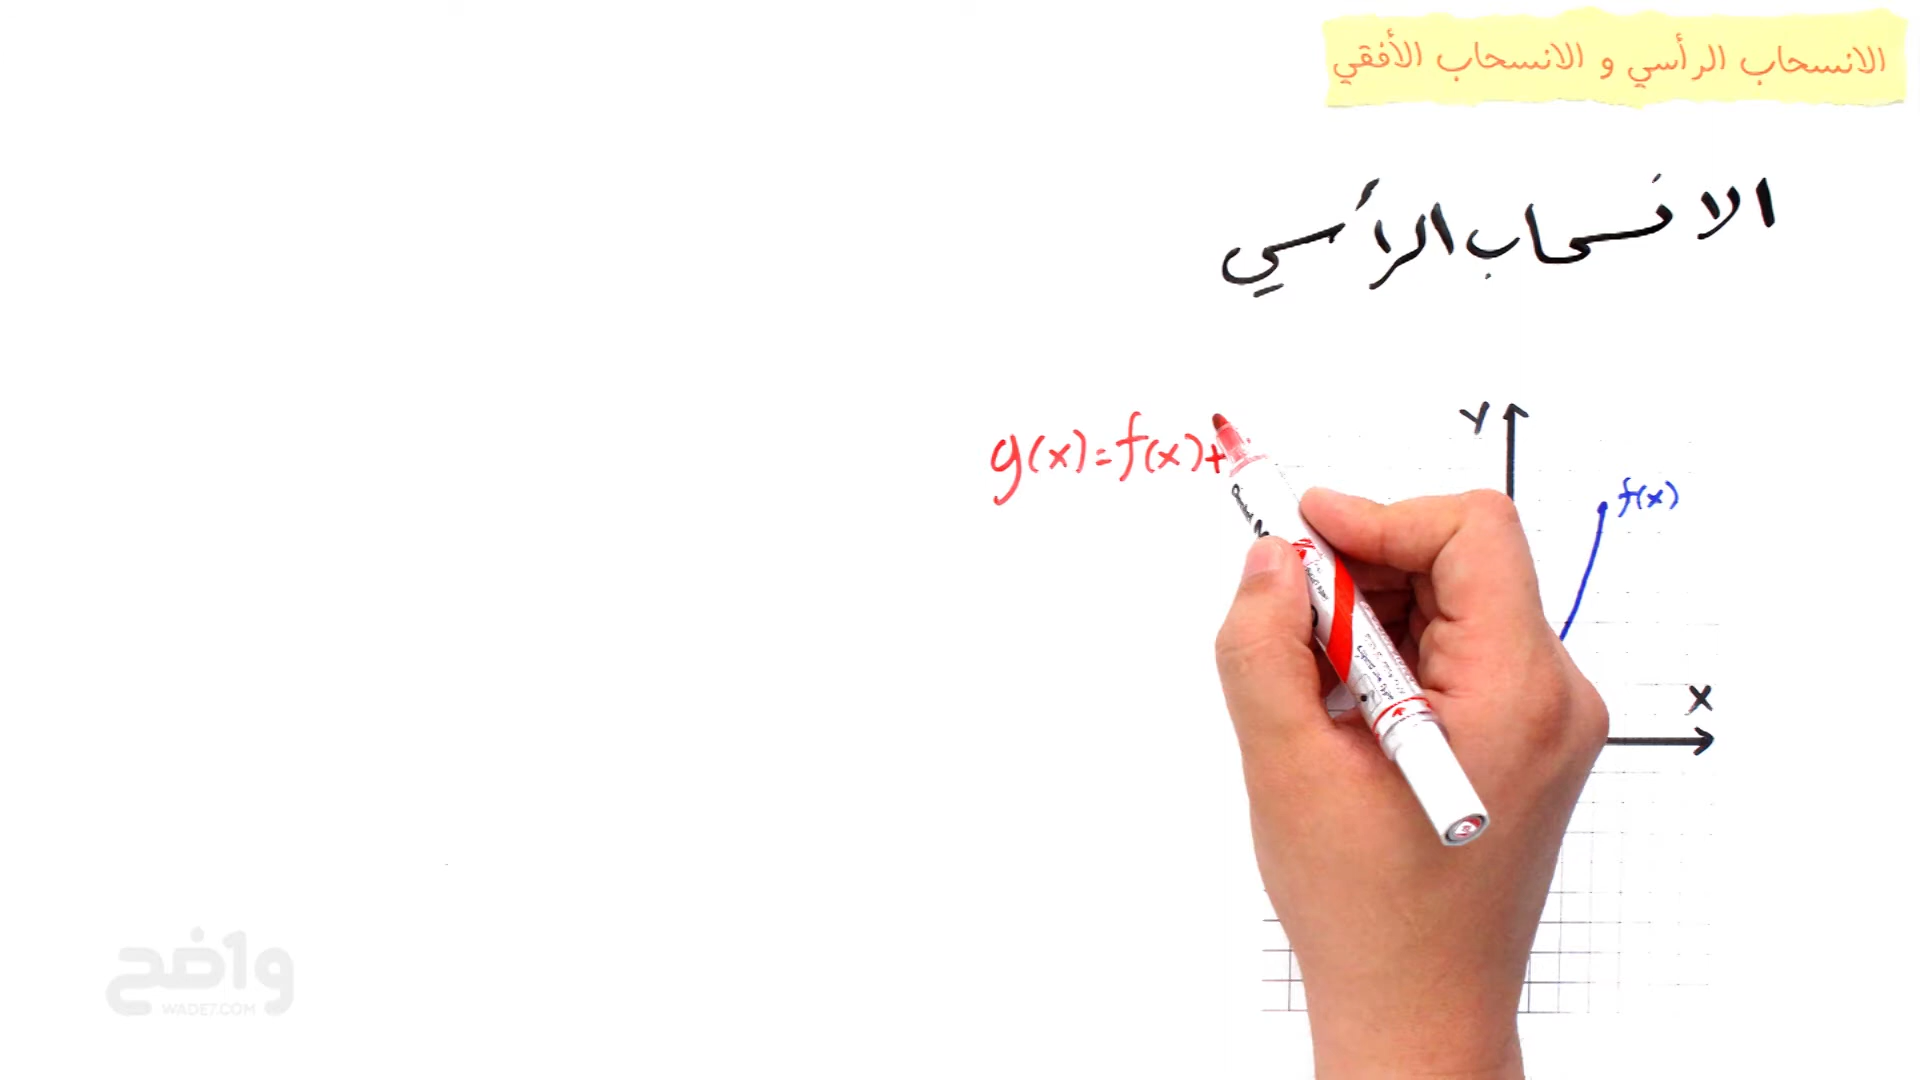 الانسحاب الرأسي و الانسحاب الأفقي
الانسحاب الرأسي
g(x)=f(x)+
y
f(x)
x
واضح
WADE7.COM